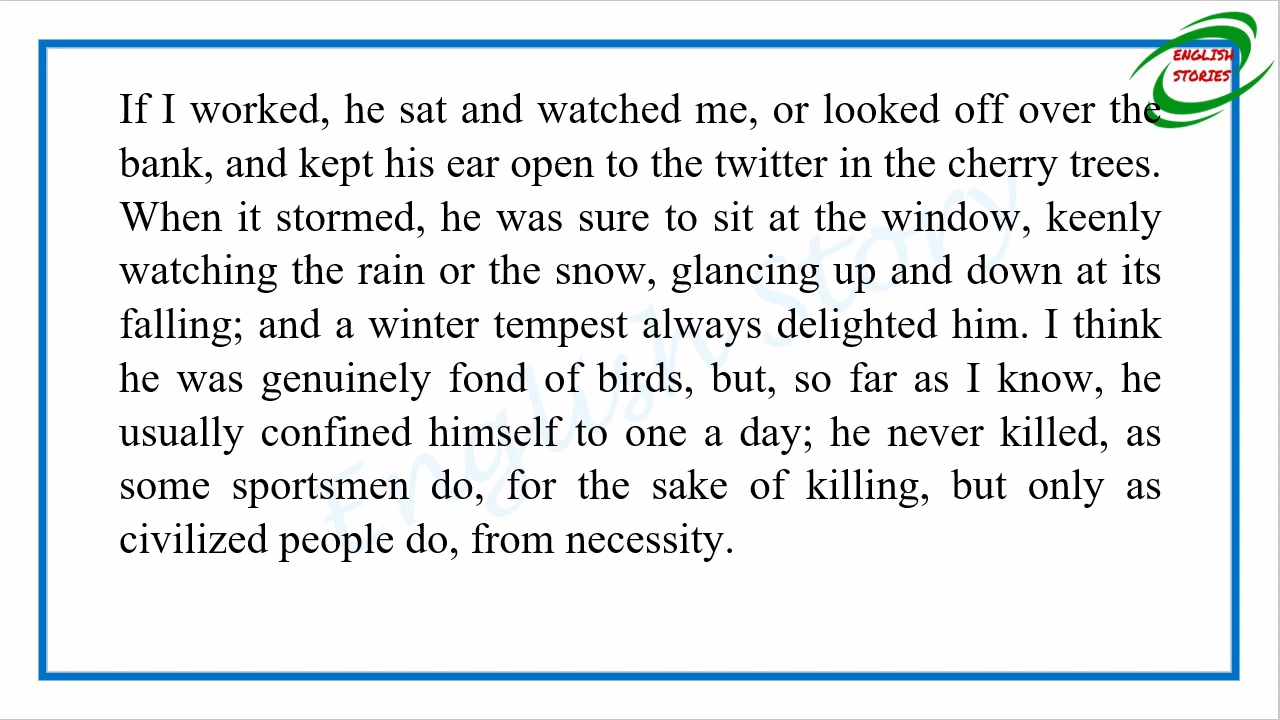 ENGLISH
STORIES
If I worked, he sat and watched me, or looked off over the
bank, and kept his ear open to the twitter in the cherry trees.
When it stormed, he was sure to sit at the window, keenly
watching the rain or the snow, glancing up and down at its
falling; and a winter tempest always delighted him. I think
he was genuinely fond of birds, but, so far as I know, he
usually confined himself to one a day; he never killed, as
some sportsmen do, for the sake of killing, but only as
civilized people do, from necessity.
English Story